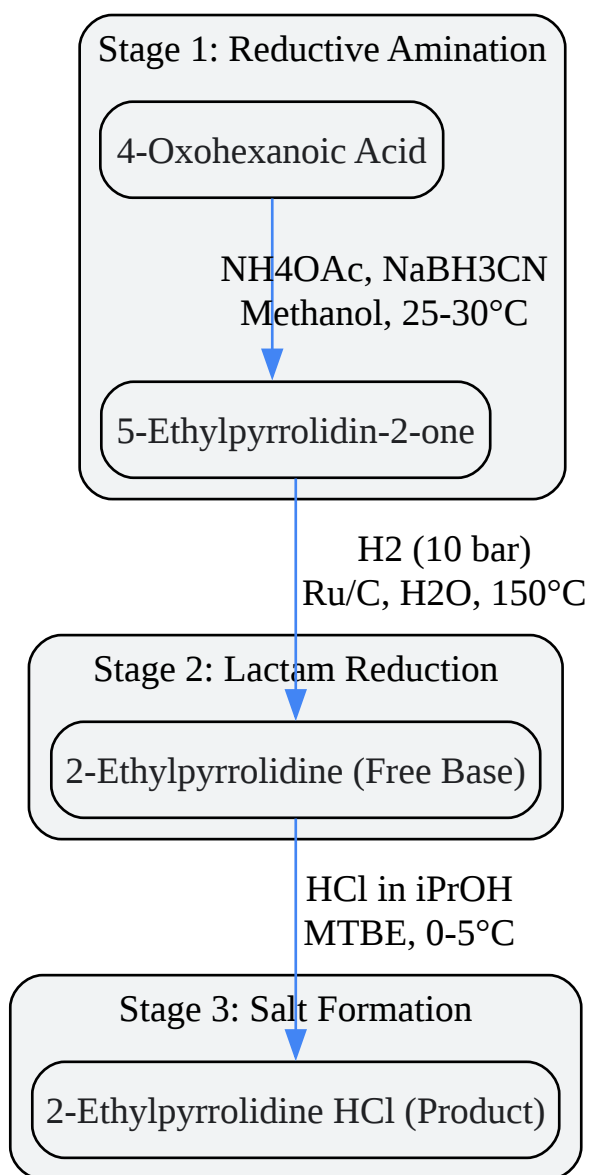 Stage 1: Reductive Amination
4-Oxohexanoic Acid
NH4OAc, NaBH3CN
Methanol, 25-30°C
5-Ethylpyrrolidin-2-one
H2 (10 bar)
Ru/C, H2O, 150°C
Stage 2: Lactam Reduction
2-Ethylpyrrolidine (Free Base)
HCl in iPrOH
MTBE, 0-5°C
Stage 3: Salt Formation
2-Ethylpyrrolidine HCl (Product)